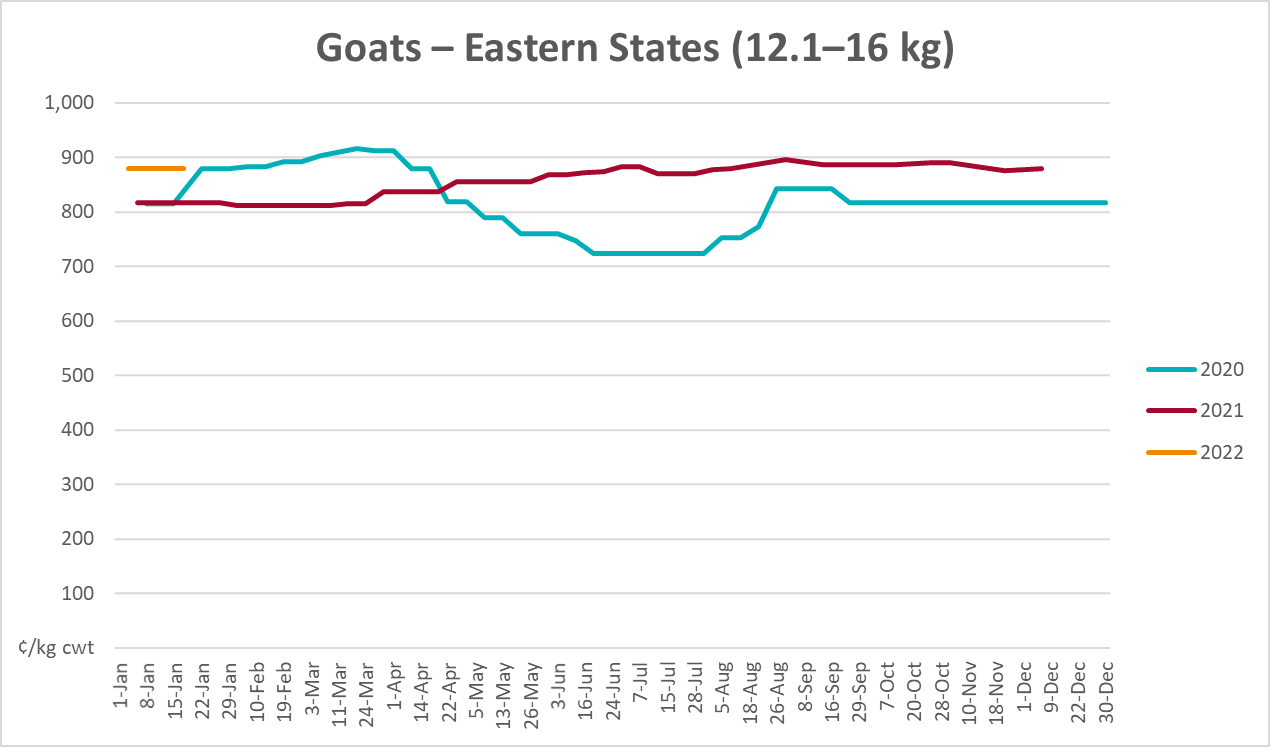 Goats – Eastern States (12.1–16 kg)
1,000
900
800
700
600
500
400
300
200
100
¢/kg cwt
1-Jan
8-Jan
15-Jan
22-Jan
29-Jan
10-Feb
19-Feb
3-Mar
11-Mar
24-Mar
1-Apr
14-Apr
22-Apr
5-May
13-May
26-May
3-Jun
16-Jun
24-Jun
7-Jul
15-Jul
28-Jul
5-Aug
18-Aug
26-Aug
8-Sep
16-Sep
29-Sep
7-Oct
20-Oct
28-Oct
10-Nov
18-Nov
1-Dec
9-Dec
22-Dec
30-Dec
2020
2021
2022